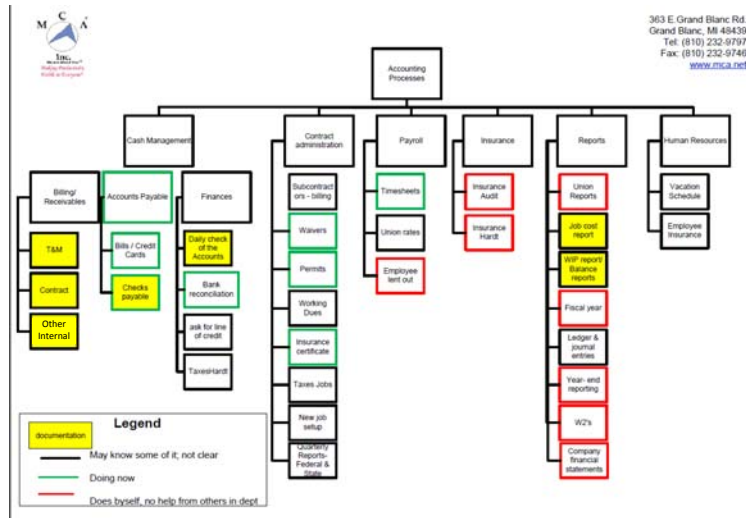 M C A
INC.
363 E.Grand Blanc Rd.
Grand Blanc, MI 48439
Tel: (810) 232-9797
Fax: (810) 232-9746
www.mca.net
Accounting
Processes
Cash Management
Contract
administration
Payroll
Insurance
Reports
Human Resources
Billing/
Receivables
Accounts Payable
Finances
T&M
Contract
Other
Internal
Bills / Credit
Cards
Checks
payable
Daily check
of the
Accounts
Bank
reconciliation
ask for line
of credit
TaxesHardt
Subcontract
ors - billing
Waivers
Permits
Working
Dues
Insurance
certificate
Taxes Jobs
New job
setup
Quarterly
Reports-
Federal &
State
Timesheets
Union rates
Employee
lent out
Insurance
Audit
Insurance
Hardt
Union
Reports
Job cost
report
WIP report/
Balance
reports
Fiscal year
Ledger &
journal
entries
Year- end
reporting
W2's
Company
financial
statements
Vacation
Schedule
Employee
Insurance
Legend
documentation
May know some of it; not clear
Doing now
Does byself, no help from others in dept